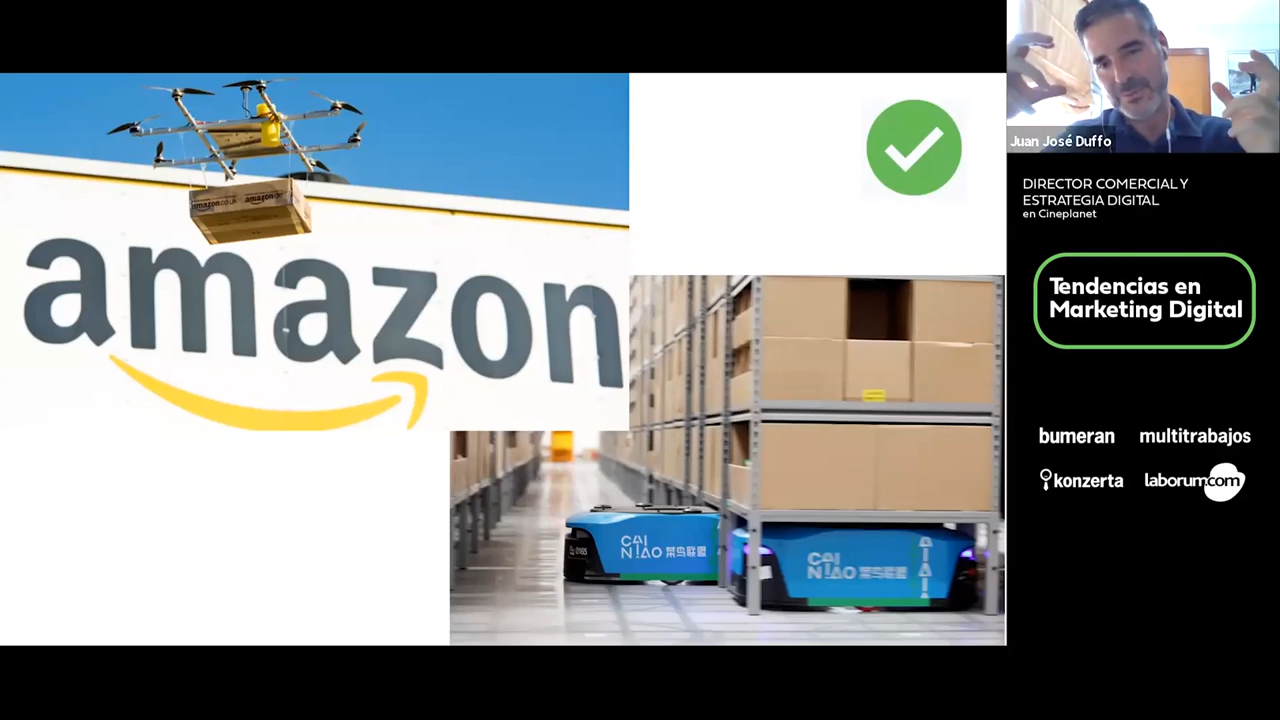 amazon.co.uk
amazon
Juan José Duffo
DIRECTOR COMERCIAL Y
ESTRATEGIA DIGITAL
en Cineplanet
Tendencias en
Marketing Digital
bumeran
multitrabajos
konzerta
laborum.com
CAI
NIAO 菜鸟联盟
CAI
NIAO 菜鸟联盟